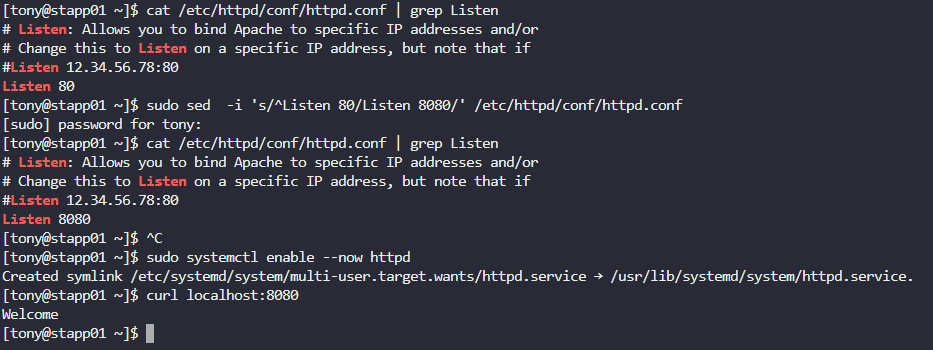 [tony@stapp01 ~]$ cat /etc/httpd/conf/httpd.conf | grep Listen
# Listen: Allows you to bind Apache to specific IP addresses and/or
# Change this to Listen on a specific IP address, but note that if
#Listen 12.34.56.78:80
Listen 80
[tony@stapp01 ~]$ sudo sed  -i 's/^Listen 80/Listen 8080/' /etc/httpd/conf/httpd.conf
[sudo] password for tony:
[tony@stapp01 ~]$ cat /etc/httpd/conf/httpd.conf | grep Listen
# Listen: Allows you to bind Apache to specific IP addresses and/or
# Change this to Listen on a specific IP address, but note that if
#Listen 12.34.56.78:80
Listen 8080
[tony@stapp01 ~]$ ^C
[tony@stapp01 ~]$ sudo systemctl enable --now httpd
Created symlink /etc/systemd/system/multi-user.target.wants/httpd.service → /usr/lib/systemd/system/httpd.service.
[tony@stapp01 ~]$ curl localhost:8080
Welcome
[tony@stapp01 ~]$